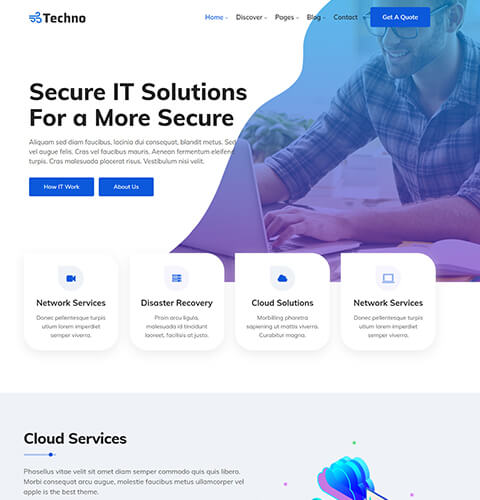 Techno
Home Discover Pages Blog Contact Get A Quote
Secure IT Solutions
For a More Secure
Aliquam sed diam faucibus, lacinia dui consequat, blandit metus. Sed
vel augue felis. Cras vel faucibus mauris. Aenean fermentum eleifend
turpis. Cras malesuada placerat risus. Vestibulum nisi velit.
How IT Work About Us
Network Services
Donec pellentesque turpis
utium lorem imperdiet
semper viverra.
Disaster Recovery
Proin arcu ligula,
malesuada id tincidunt
laoreet, facilisis at justo.
Cloud Solutions
Morbilling pharetra
sapiening ut mattis viverra.
Curabitur magna.
Network Services
Donec pellentesque turpis
utium lorem imperdiet
semper viverra.
Cloud Services
Phasellus vitae velit sit amet diam semper commodo quis quis libero.
Morbi consequat arcu augue, molestie faucibus metus ullamcorper vel
apple is the best theme.